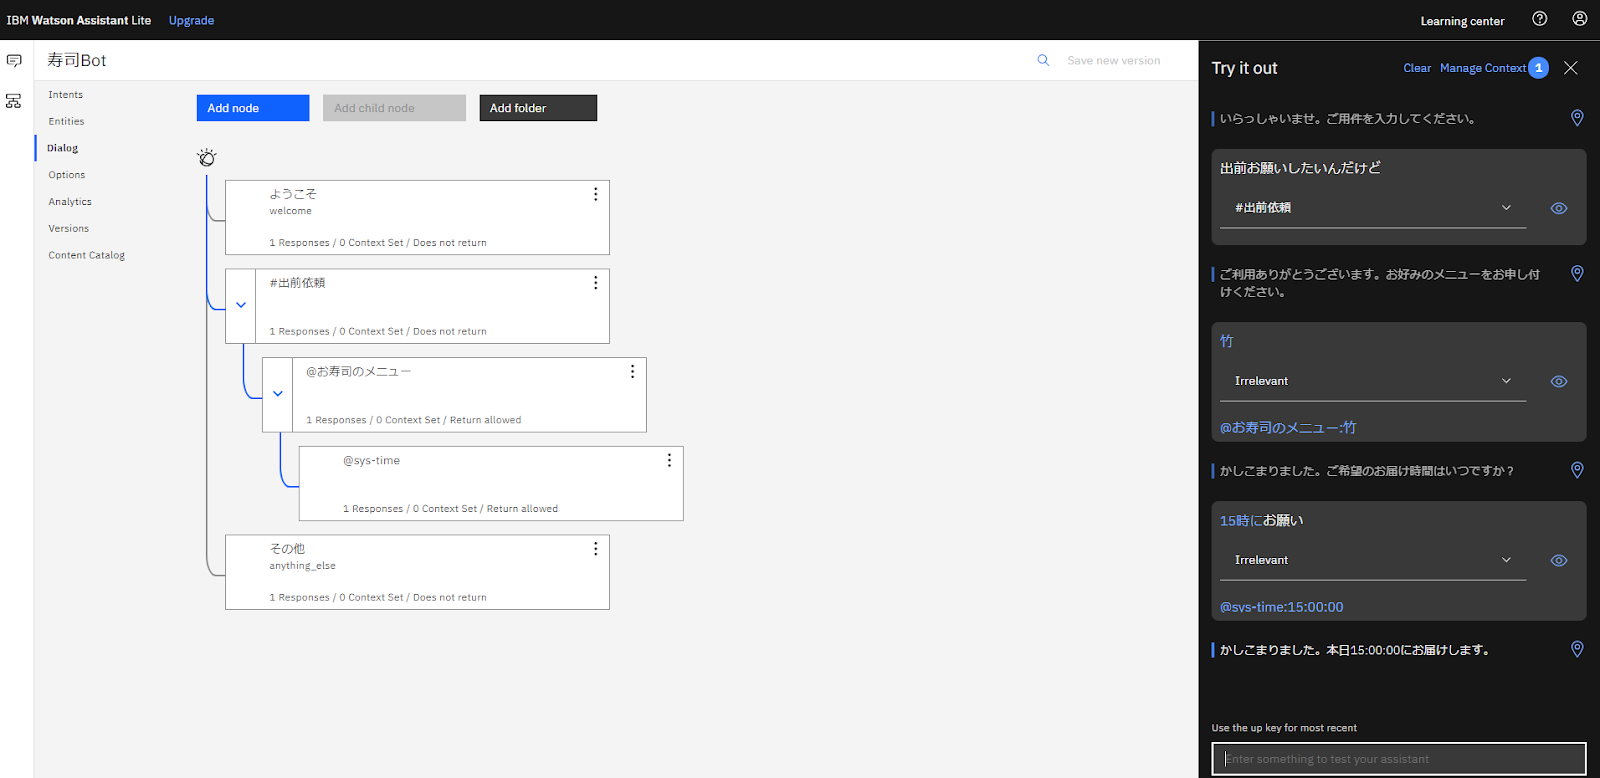 IBM Watson Assistant Lite
Upgrade
Learning center
寿司Bot
Save new version
Intents
Entities
Dialog
Options
Analytics
Versions
Content Catalog
Add node
Add child node
Add folder
ようこそ
welcome
1 Responses / 0 Context Set / Does not return
#出前依頼
1 Responses / 0 Context Set / Does not return
@お寿司のメニュー
1 Responses / 0 Context Set / Return allowed
@sys-time
1 Responses / 0 Context Set / Return allowed
その他
anything_else
1 Responses / 0 Context Set / Does not return
Try it out
Clear
Manage Context 1
いらっしゃいませ。ご用件を入力してください。
出前お願いしたいんだけど
#出前依頼
ご利用ありがとうございます。お好みのメニューをお申し付
けください。
竹
Irrelevant
@お寿司のメニュー:竹
かしこまりました。ご希望のお届け時間はいつですか？
15時にお願い
Irrelevant
@sys-time:15:00:00
かしこまりました。本日15:00:00にお届けします。
Use the up key for most recent
Enter something to test your assistant